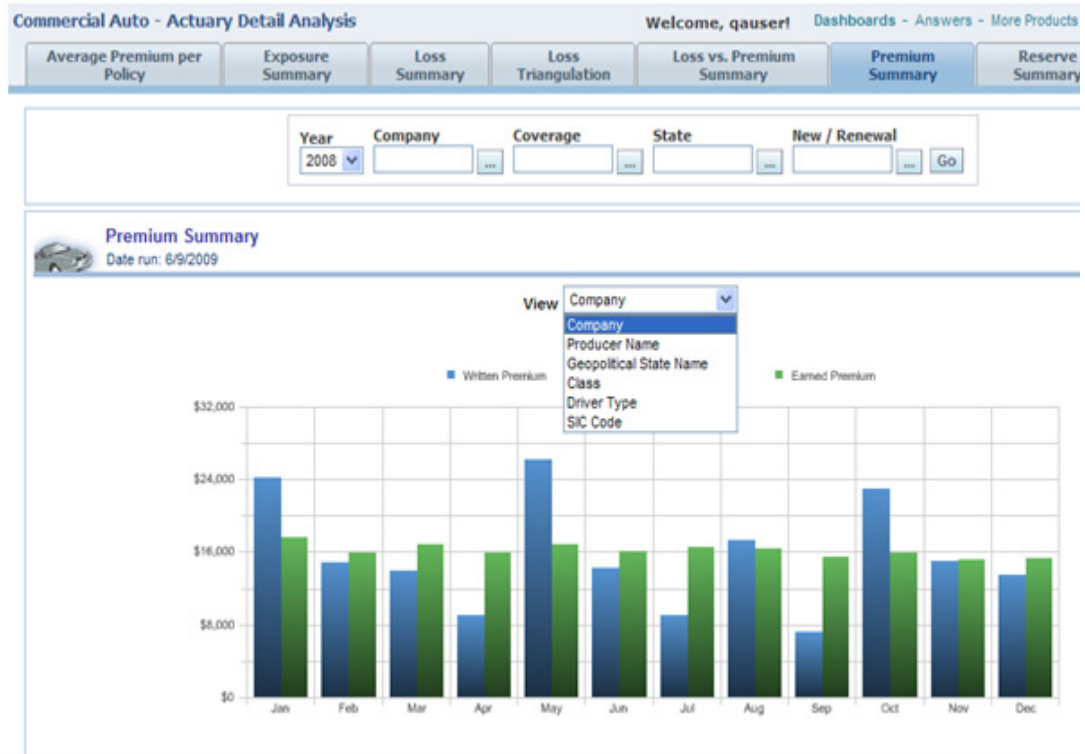 Commercial Auto - Actuary Detail Analysis
Welcome, qauser!
Dashboards - Answers - More Products
Average Premium per
Policy
Exposure
Summary
Loss
Summary
Loss
Triangulation
Loss vs. Premium
Summary
Premium
Summary
Reserve
Summary
Year
Company
Coverage
State
New / Renewal
2008
...
...
...
...
Go
Premium Summary
Date run: 6/9/2009
View
Company
Company
Producer Name
Geopolitical State Name
Class
Driver Type
SIC Code
Written Premium
Earned Premium
$32,000
$24,000
$16,000
$8,000
$0
Jan Feb Mar Apr May Jun Jul Aug Sep Oct Nov Dec